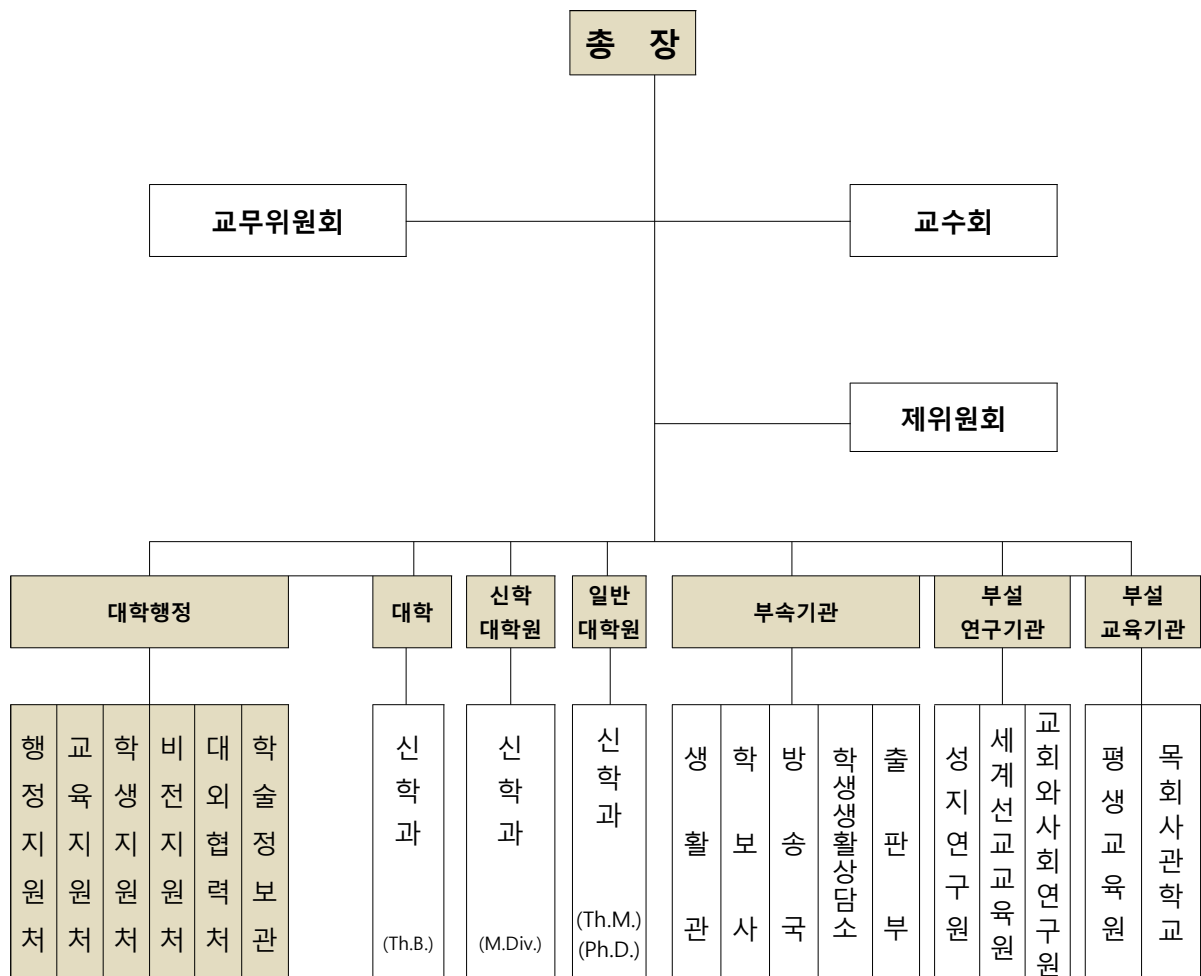 총 장
교무위원회
교수회
제위원회
대학행정
대학
신학
대학원
일반
대학원
부속기관
부설
연구기관
부설
교육기관
행정지원처
교육지원처
학생지원처
비전지원처
대외협력처
학술정보관
신학과
(Th.B.)
신학과
(M.Div.)
신학과
(Th.M.)
(Ph.D.)
생활관
학보사
방송국
학생생활상담소
출판부
성지연구원
세계선교교육원
교회와사회연구원
평생교육원
목회사관학교